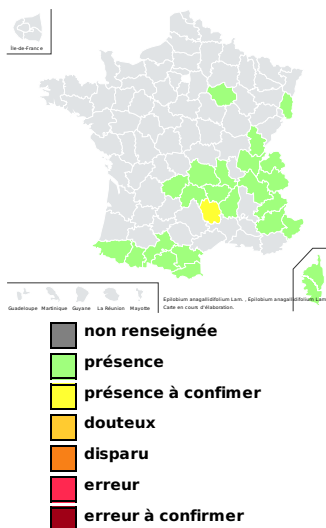 Île-de-France
Guadeloupe Martinique Guyane La Réunion Mayotte
Epilobium anagallidifolium Lam. , Epilobium anagallidifolium Lam
Carte en cours d'élaboration.
non renseignée
présence
présence à confimer
douteux
disparu
erreur
erreur à confirmer